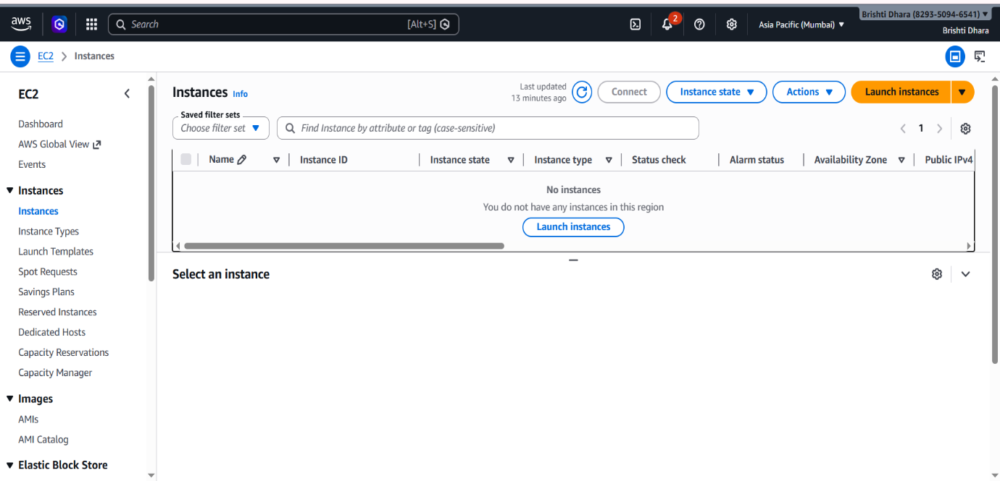 aws
Search
[Alt+S]
2
Asia Pacific (Mumbai)
Brishti Dhara (8293-5094-6541)
Brishti Dhara
EC2
Instances
EC2
Dashboard
AWS Global View
Events
Instances
Instances
Instance Types
Launch Templates
Spot Requests
Savings Plans
Reserved Instances
Dedicated Hosts
Capacity Reservations
Capacity Manager
Images
AMIs
AMI Catalog
Elastic Block Store
Instances Info
Last updated
13 minutes ago
Connect
Instance state
Actions
Launch instances
Saved filter sets
Choose filter set
Find Instance by attribute or tag (case-sensitive)
1
Name
Instance ID
Instance state
Instance type
Status check
Alarm status
Availability Zone
Public IPv4
No instances
You do not have any instances in this region
Launch instances
Select an instance